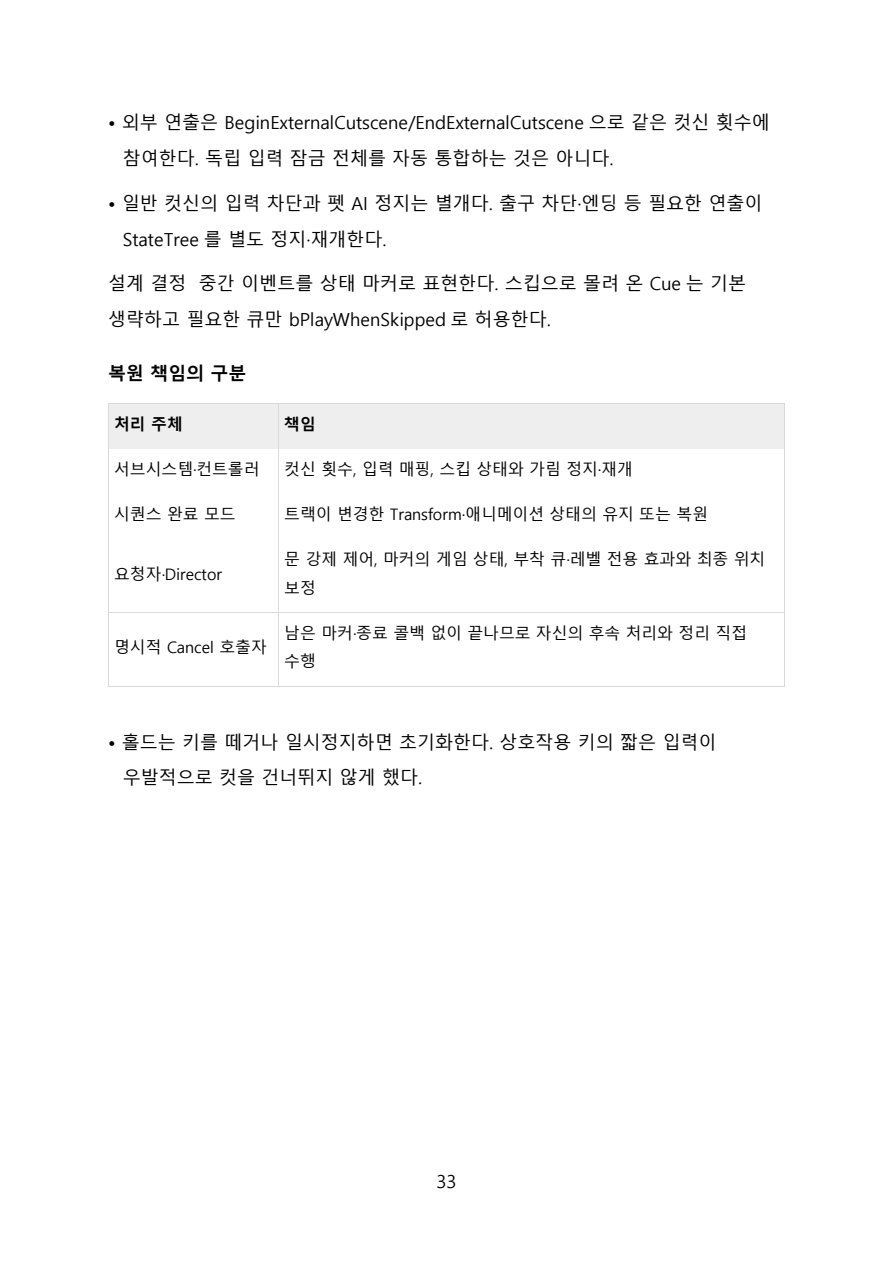 • 외부 연출은 BeginExternalCutscene/EndExternalCutscene 으로 같은 컷신 횟수에
참여한다. 독립 입력 잠금 전체를 자동 통합하는 것은 아니다.
• 일반 컷신의 입력 차단과 펫 AI 정지는 별개다. 출구 차단·엔딩 등 필요한 연출이
StateTree 를 별도 정지·재개한다.
설계 결정  중간 이벤트를 상태 마커로 표현한다. 스킵으로 몰려 온 Cue 는 기본
생략하고 필요한 큐만 bPlayWhenSkipped 로 허용한다.
복원 책임의 구분
처리 주체 책임
서브시스템·컨트롤러 컷신 횟수, 입력 매핑, 스킵 상태와 가림 정지·재개
시퀀스 완료 모드 트랙이 변경한 Transform·애니메이션 상태의 유지 또는 복원
요청자·Director 문 강제 제어, 마커의 게임 상태, 부착 큐·레벨 전용 효과와 최종 위치
보정
명시적 Cancel 호출자 남은 마커·종료 콜백 없이 끝나므로 자신의 후속 처리와 정리 직접
수행
• 홀드는 키를 떼거나 일시정지하면 초기화한다. 상호작용 키의 짧은 입력이
우발적으로 컷을 건너뛰지 않게 했다.
33